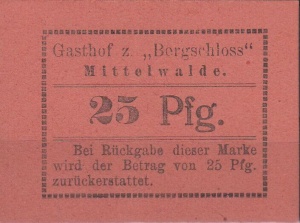 Gasthof z. „Bergschloss"
Mittelwalde.
25 Pfg.
Bei Rückgabe dieser Marke
wird der Betrag von 25 Pfg.
zurückerstattet.